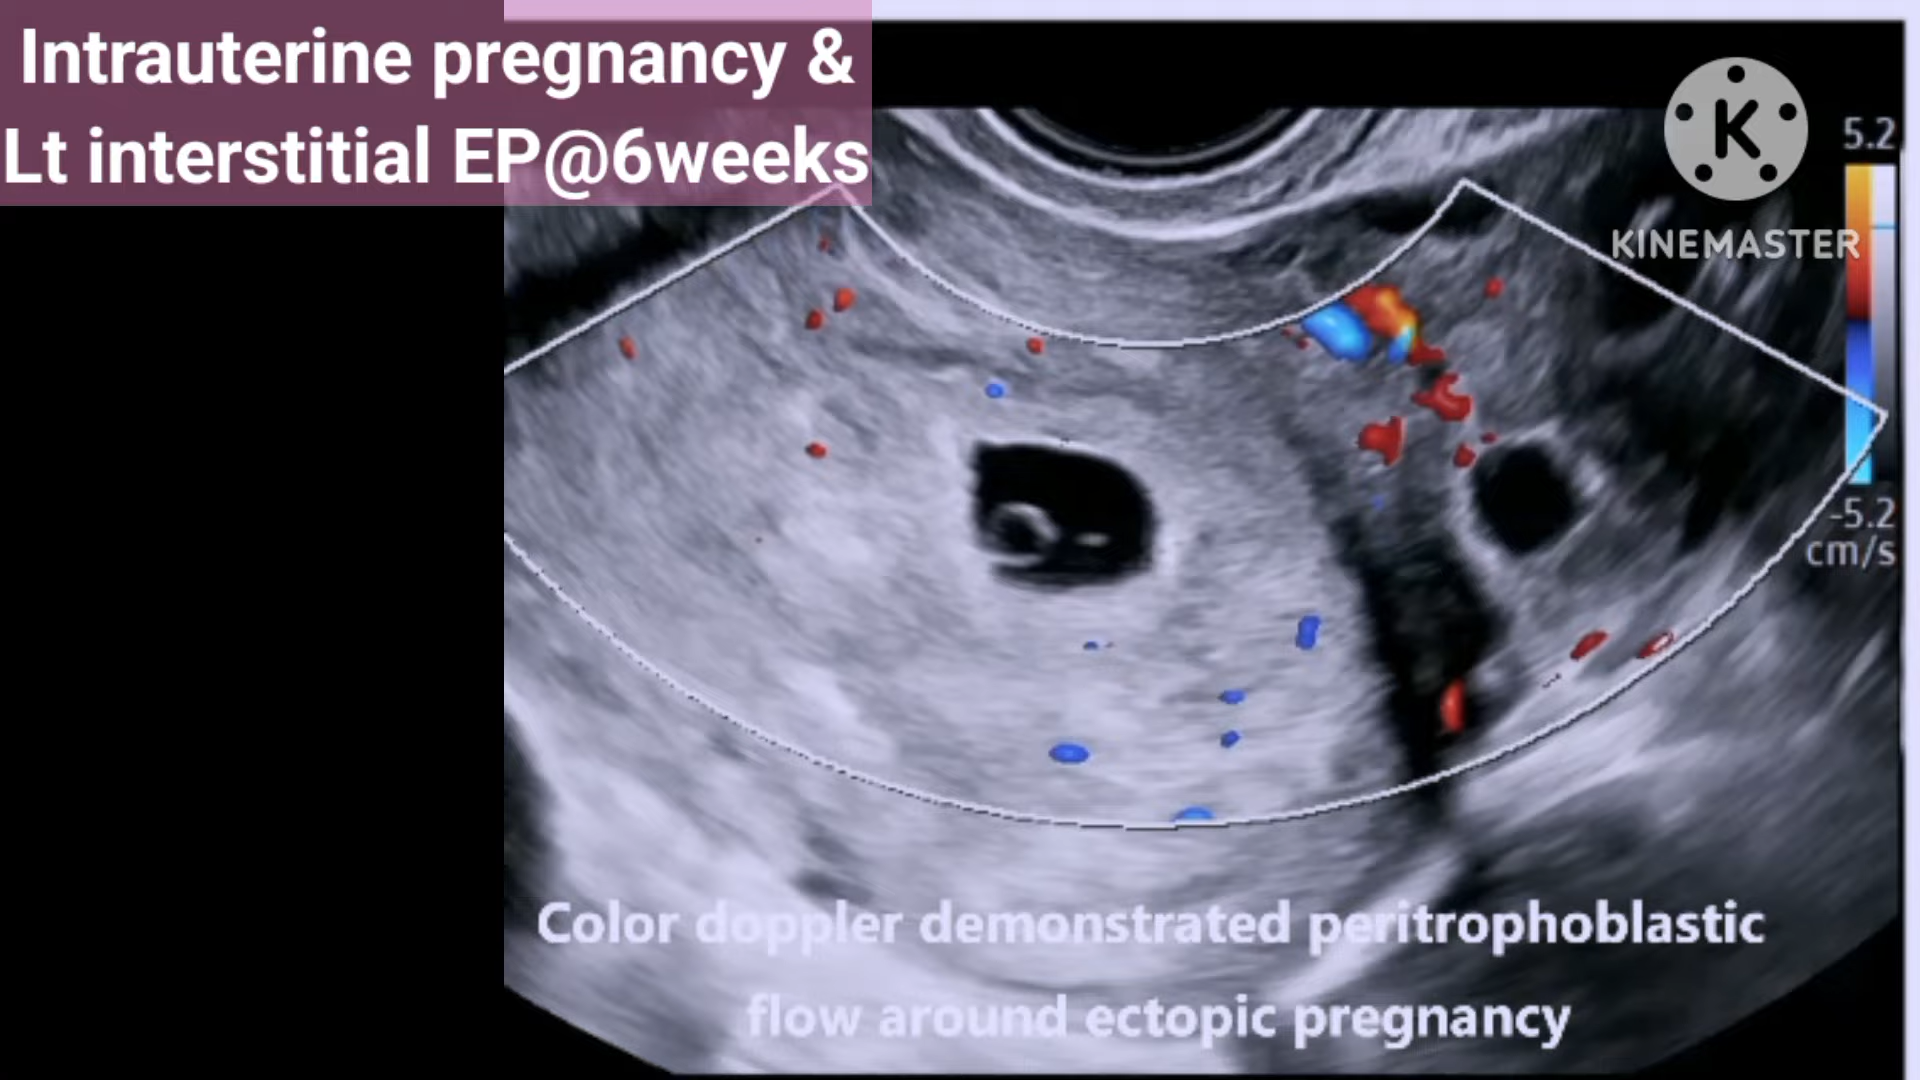 Intrauterine pregnancy &
Lt interstitial EP@6weeks
K
KINEMASTER
5.2
-5.2
cm/s
Color doppler demonstrated peritrophoblastic
flow around ectopic pregnancy